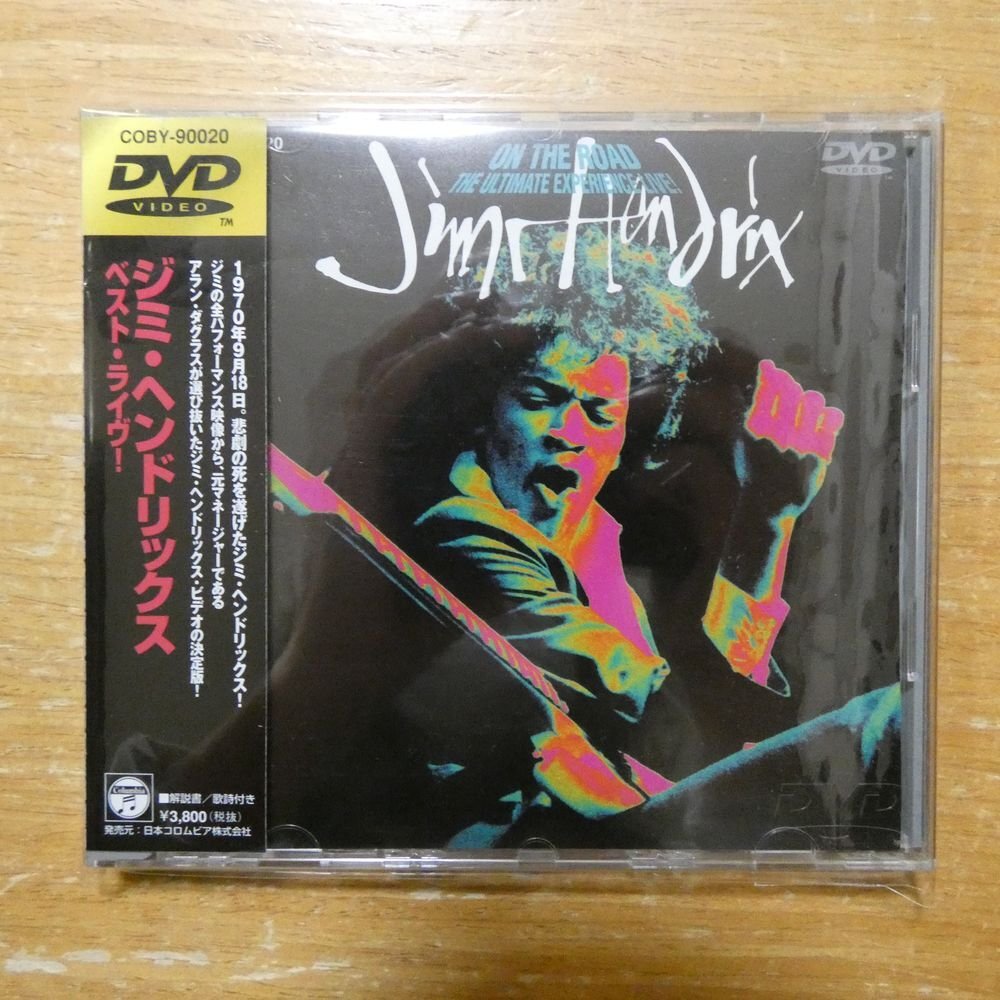 COBY-90020
DVD
VIDEO
TM
ジミ・ヘンドリックス
ベスト・ライヴ!
1970年9月18日。悲劇の死を遂げたジミ・ヘンドリックス!
ジミの全パフォーマンス映像から、元マネージャーである
アラン・ダグラスが選び抜いたジミ・ヘンドリックス・ビデオの決定版!
Columbia
■解説書/歌詩付き
¥3,800(税抜)
発売元:日本コロムビア株式会社
20
ON THE ROAD
THE ULTIMATE EXPERIENCE LIVE!
Jimi Hendrix
DVD
VIDEO
DVD